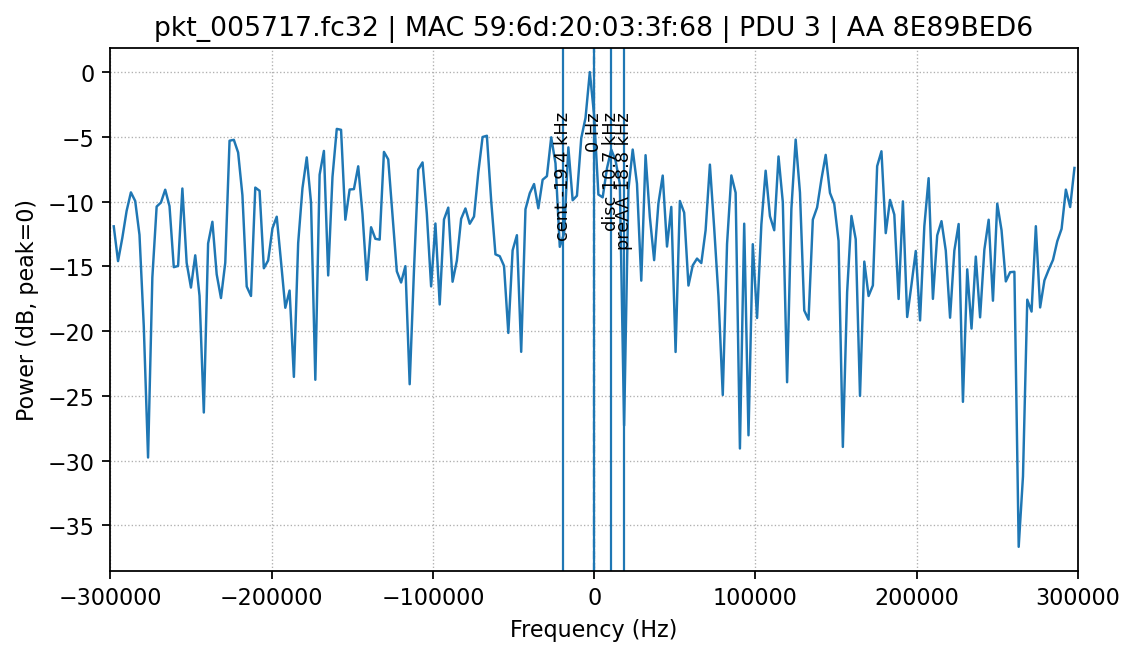 pkt_005717.fc32 | MAC 59:6d:20:03:3f:68 | PDU 3 | AA 8E89BED6
Power (dB, peak=0)
0
−5
−10
−15
−20
−25
−30
−35
cent -19.4 kHz
0 Hz
disc 10.7 kHz
preAA 18.8 kHz
−300000
−200000
−100000
0
100000
200000
300000
Frequency (Hz)